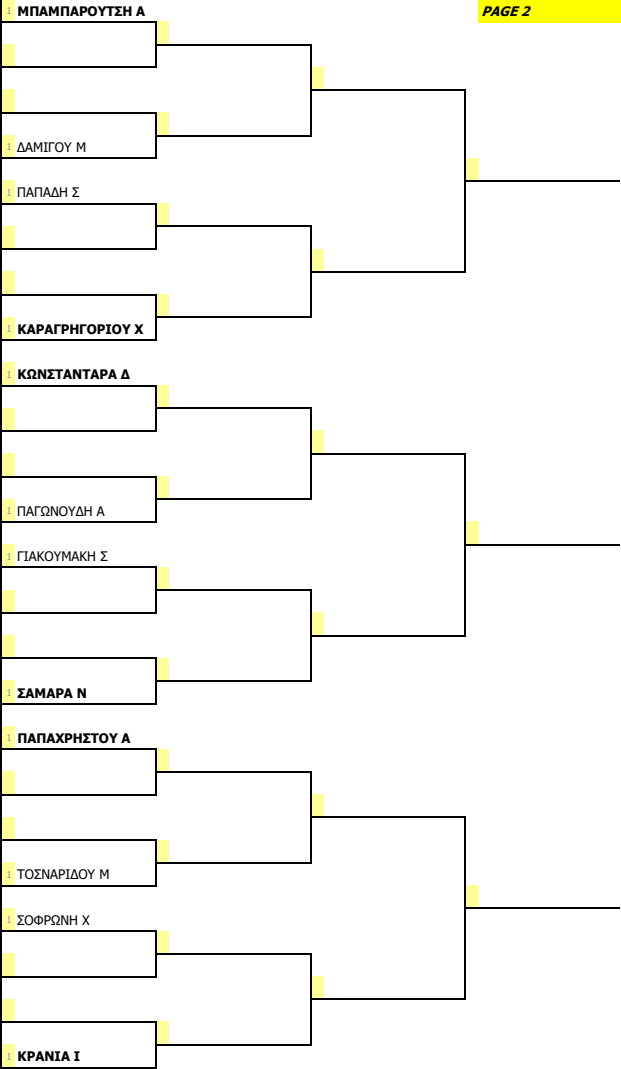 1 ΜΠΑΜΠΑΡΟΥΤΣΗ Α
PAGE 2
1 ΔΑΜΙΓΟΥ Μ
1 ΠΑΠΑΔΗ Σ
1 ΚΑΡΑΓΡΗΓΟΡΙΟΥ Χ
1 ΚΩΝΣΤΑΝΤΑΡΑ Δ
1 ΠΑΓΩΝΟΥΔΗ Α
1 ΓΙΑΚΟΥΜΑΚΗ Σ
1 ΣΑΜΑΡΑ Ν
1 ΠΑΠΑΧΡΗΣΤΟΥ Α
1 ΤΟΣΝΑΡΙΔΟΥ Μ
1 ΣΟΦΡΩΝΗ Χ
1 ΚΡΑΝΙΑ Ι